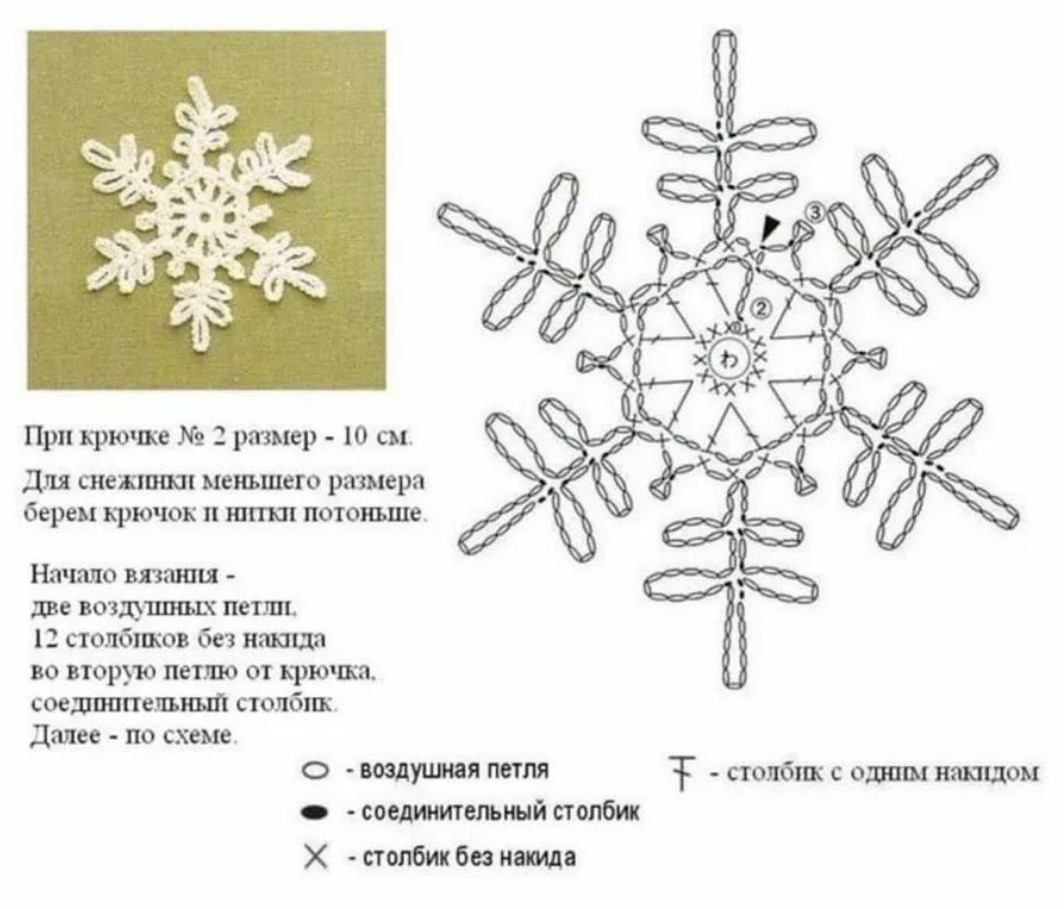 ③
②
わ
При крючке № 2 размер - 10 см.
Для снежинки меньшего размера
берем крючок и нитки потоньше.
Начало вязания -
две воздушных петли,
12 столбиков без накида
во вторую петлю от крючка,
соединительный столбик.
Далее - по схеме.
- воздушная петля
- соединительный столбик
- столбик без накида
- столбик с одним накидом